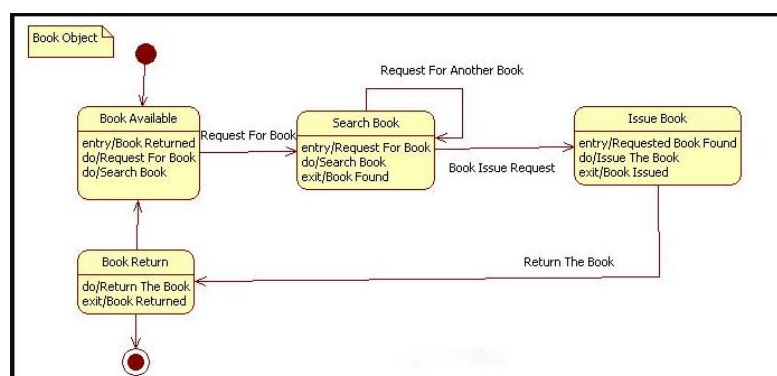 Book Object
Request For Another Book
Book Available
entry/Book Returned
do/Request For Book
do/Search Book
Request For Book
Search Book
entry/Request For Book
do/Search Book
exit/Book Found
Book Issue Request
Issue Book
entry/Requested Book Found
do/Issue The Book
exit/Book Issued
Book Return
do/Return The Book
exit/Book Returned
Return The Book